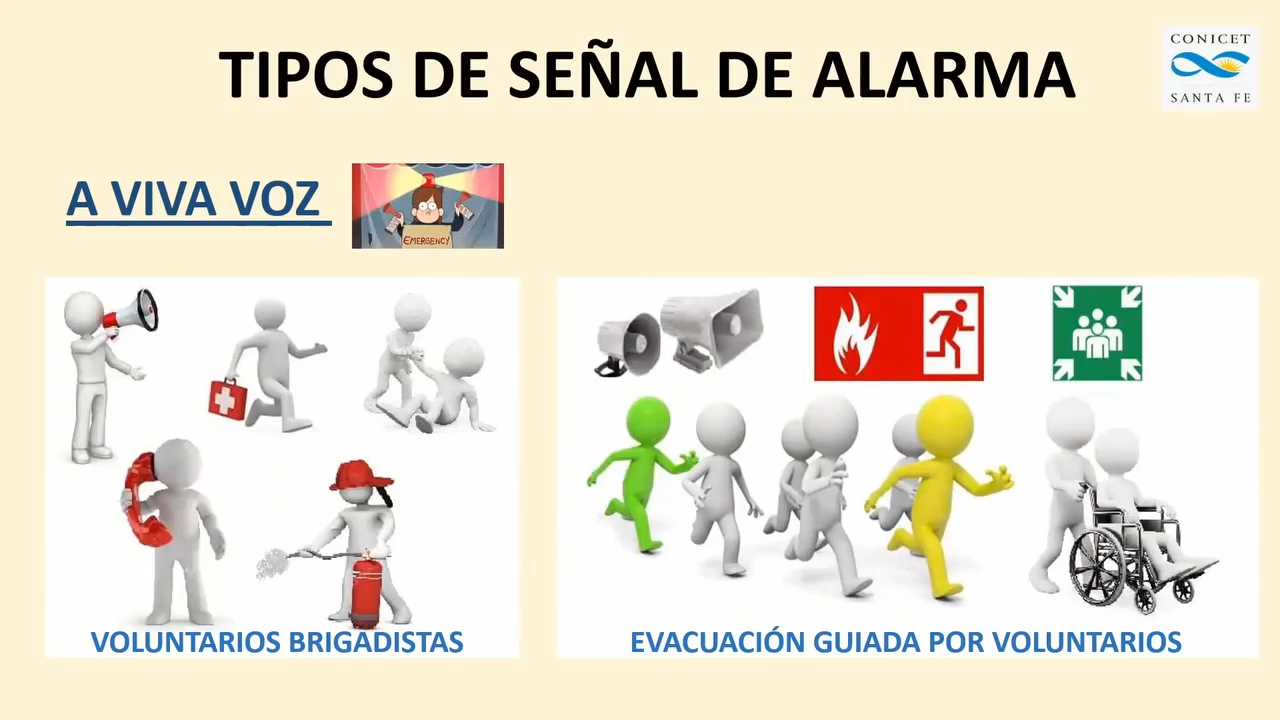 TIPOS DE SEÑAL DE ALARMA
CONICET
SANTA FE
A VIVA VOZ
EMERGENCY
VOLUNTARIOS BRIGADISTAS
EVACUACIÓN GUIADA POR VOLUNTARIOS